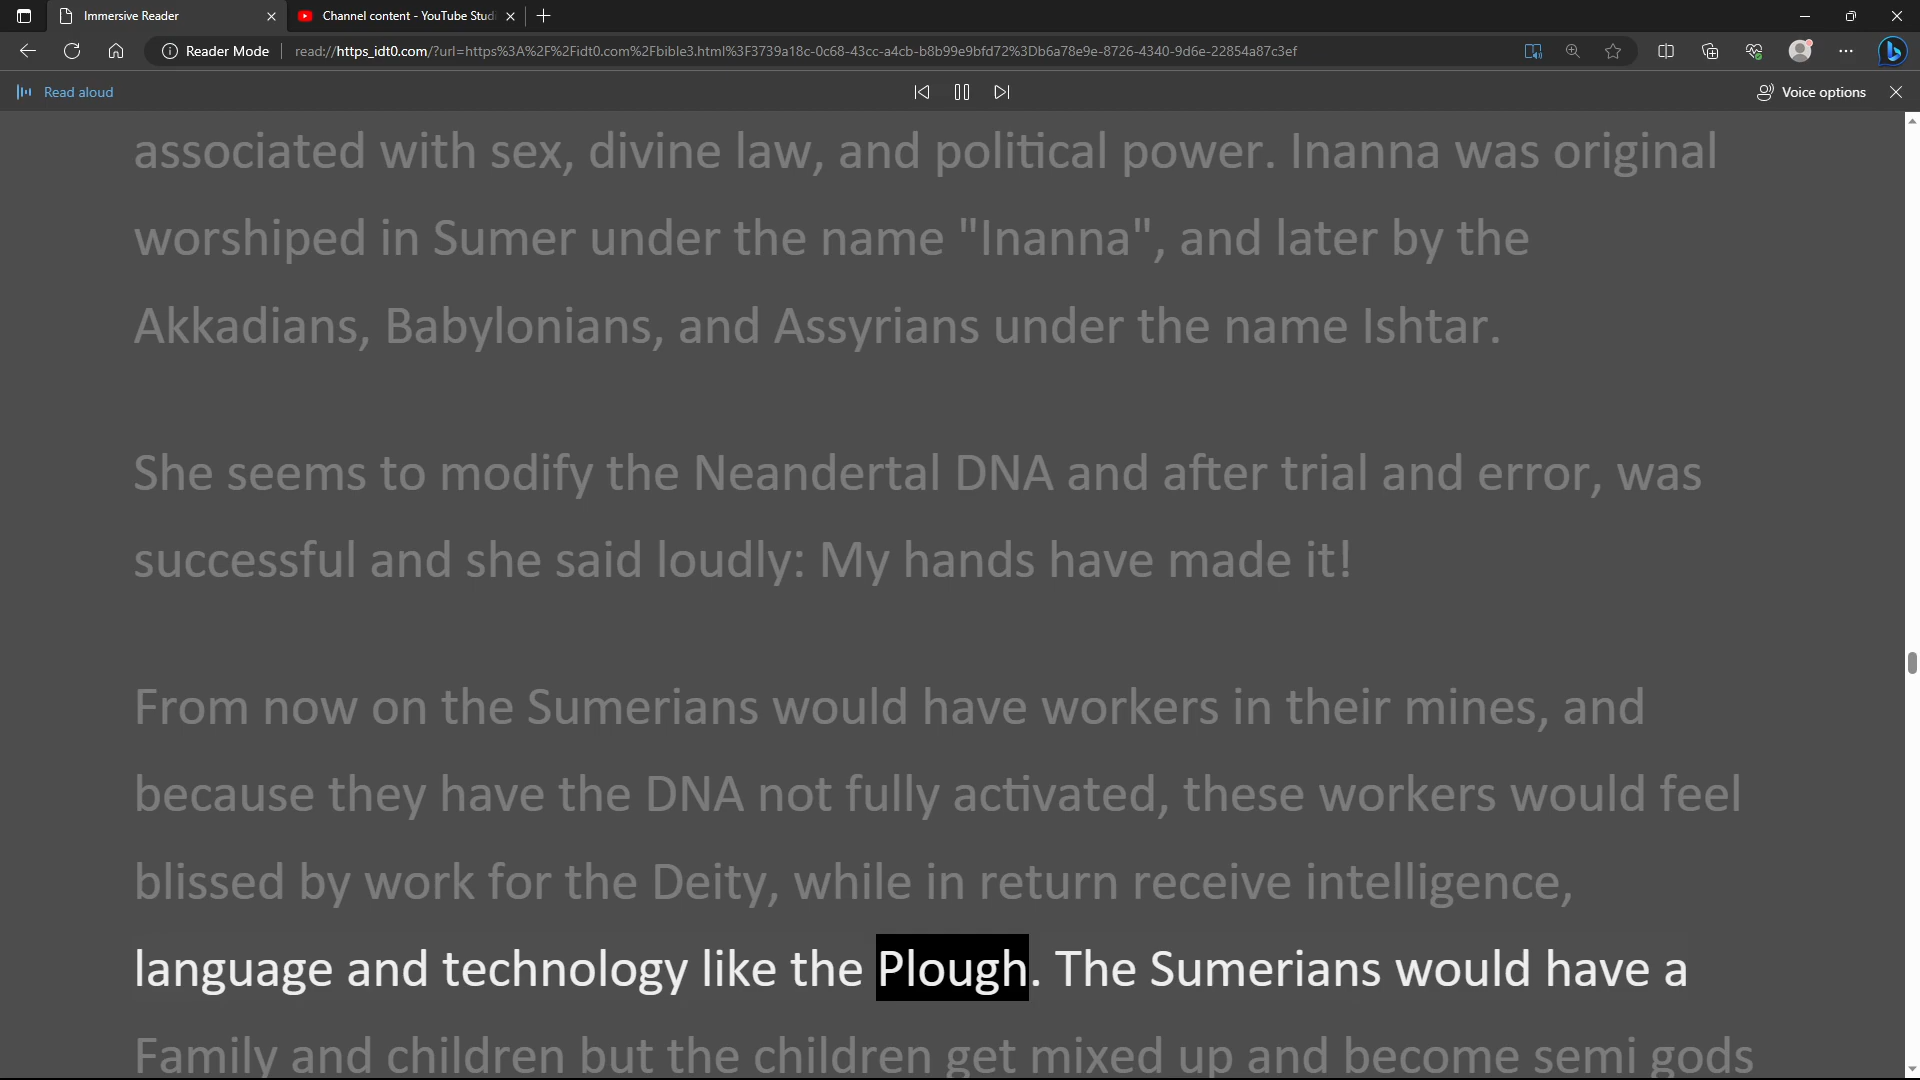 Immersive Reader
Channel content - YouTube Studi
Reader Mode
read://https_idt0.com/?url=https%3A%2F%2Fidt0.com%2Fbible3.html%3F3739a18c-0c68-43cc-a4cb-b8b99e9bfd72%3Db6a78e9e-8726-4340-9d6e-22854a87c3ef
Read aloud
Voice options
associated with sex, divine law, and political power. Inanna was original
worshiped in Sumer under the name "Inanna", and later by the
Akkadians, Babylonians, and Assyrians under the name Ishtar.
She seems to modify the Neandertal DNA and after trial and error, was
successful and she said loudly: My hands have made it!
From now on the Sumerians would have workers in their mines, and
because they have the DNA not fully activated, these workers would feel
blissed by work for the Deity, while in return receive intelligence,
language and technology like the Plough. The Sumerians would have a
Family and children but the children get mixed up and become semi gods